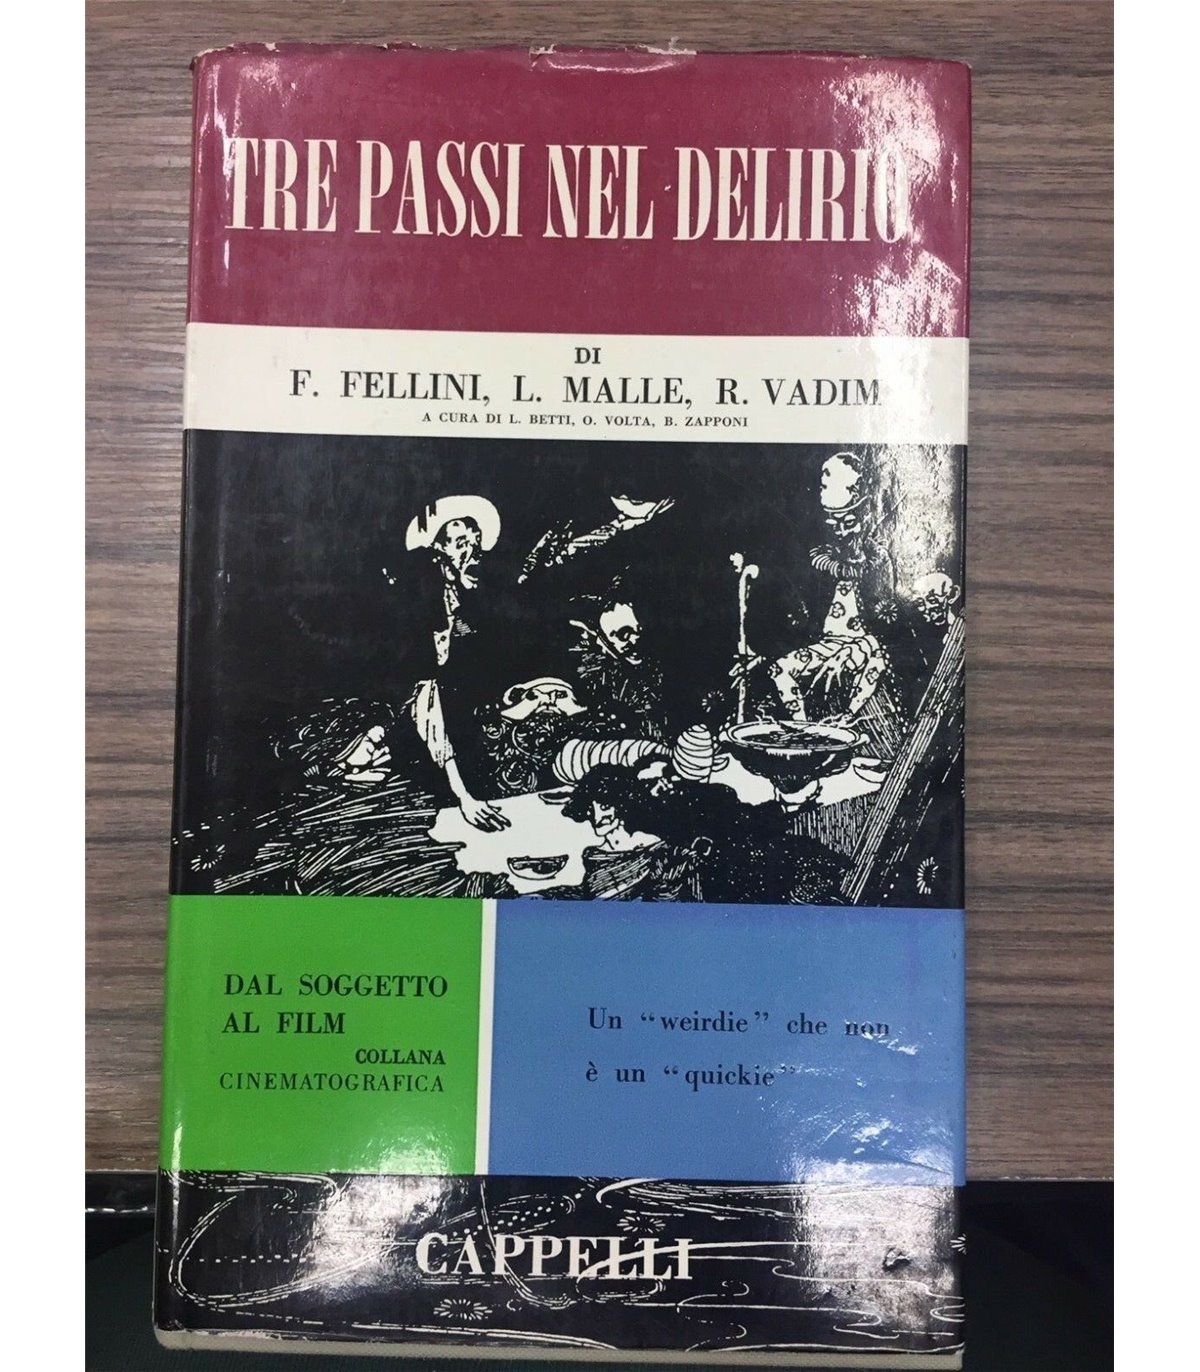 TRE PASSI NEL DELIRIO
DI
F. FELLINI, L. MALLE, R. VADIM
A CURA DI L. BETTI, O. VOLTA, B. ZAPPONI
DAL SOGGETTO
AL FILM
COLLANA
CINEMATOGRAFICA
Un “weirdie” che non
è un “quickie”
CAPPELLI